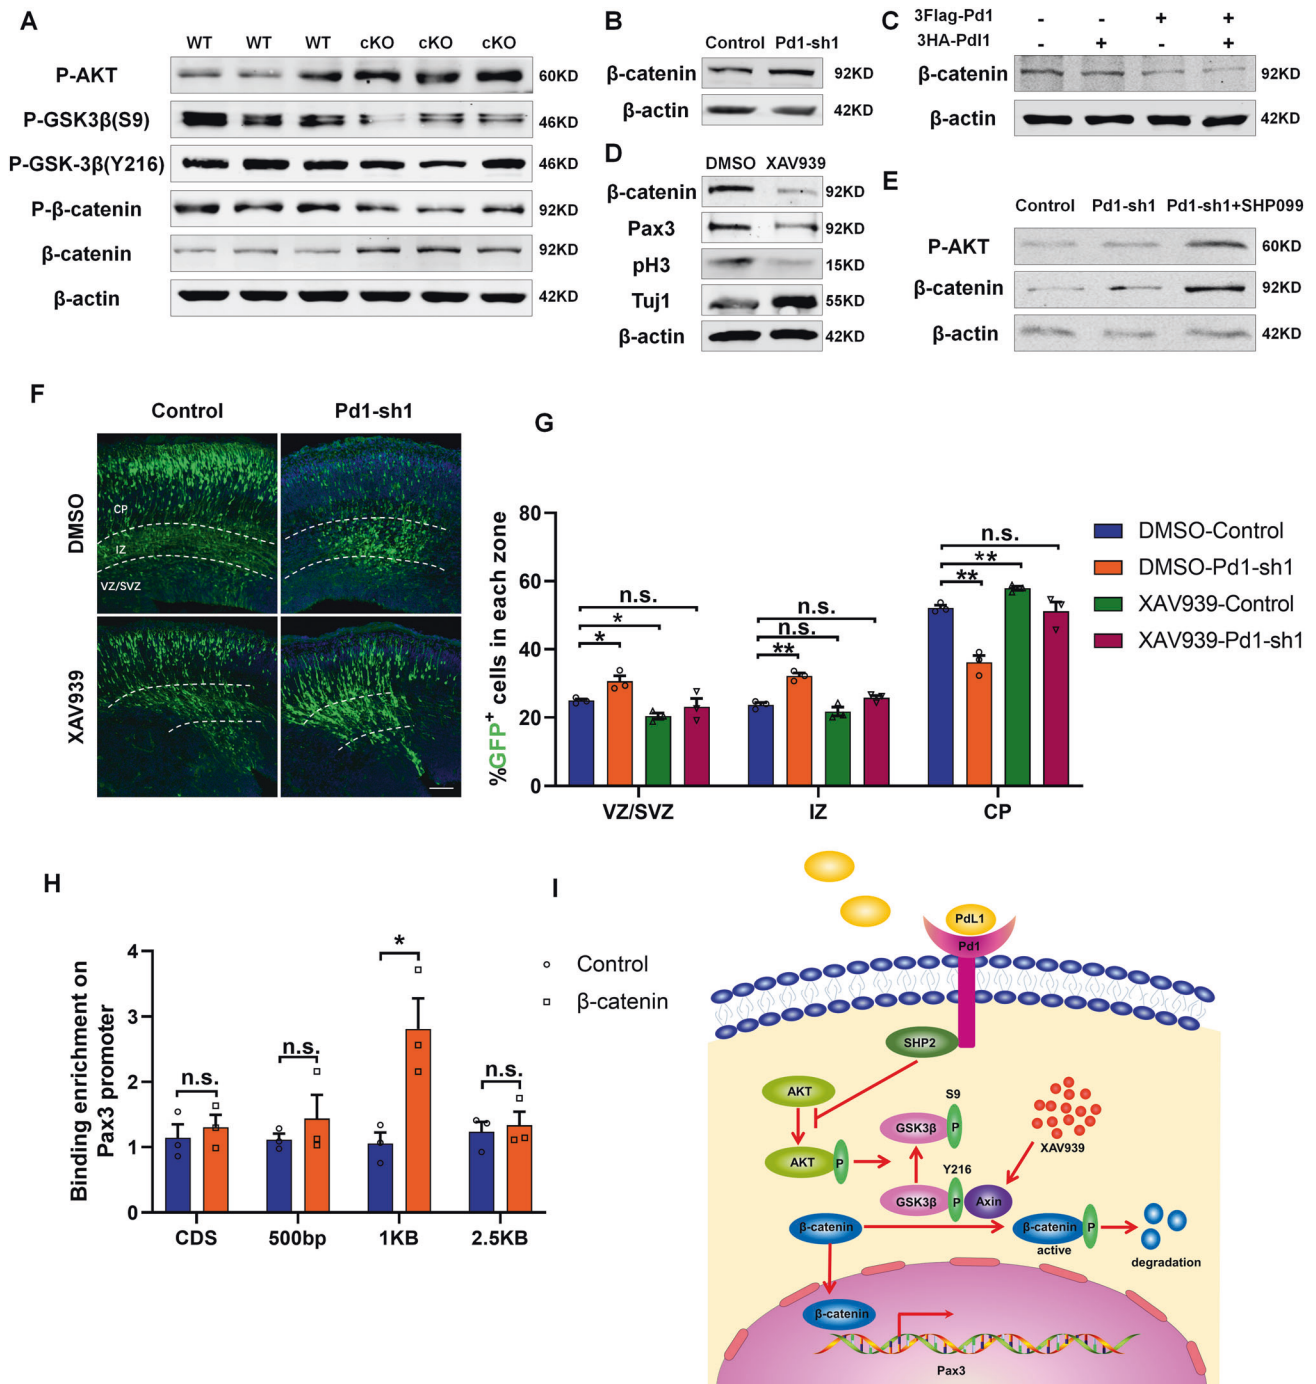 A
WT WT WT cKO cKO cKO
P-AKT 60KD
P-GSK3β(S9) 46KD
P-GSK-3β(Y216) 46KD
P-β-catenin 92KD
β-catenin 92KD
β-actin 42KD
B
Control Pd1-sh1
β-catenin 92KD
β-actin 42KD
C
3Flag-Pd1 - - + +
3HA-Pdl1 - + - +
β-catenin 92KD
β-actin 42KD
D
DMSO XAV939
β-catenin 92KD
Pax3 92KD
pH3 15KD
Tuj1 55KD
β-actin 42KD
E
Control Pd1-sh1 Pd1-sh1+SHP099
P-AKT 60KD
β-catenin 92KD
β-actin 42KD
F
Control Pd1-sh1
DMSO
CP
IZ
VZ/SVZ
XAV939
G
%GFP+ cells in each zone
80
60
40
20
0
n.s.
*
*
n.s.
n.s.
**
n.s.
**
**
VZ/SVZ IZ CP
DMSO-Control
DMSO-Pd1-sh1
XAV939-Control
XAV939-Pd1-sh1
H
Binding enrichment on
Pax3 promoter
4
3
2
1
0
n.s.
n.s.
*
n.s.
CDS 500bp 1KB 2.5KB
Control
β-catenin
I
PdL1
Pd1
SHP2
AKT
S9
GSK3β P
XAV939
AKT P
Y216
GSK3β P Axin
β-catenin
β-catenin P
active
degradation
β-catenin
Pax3